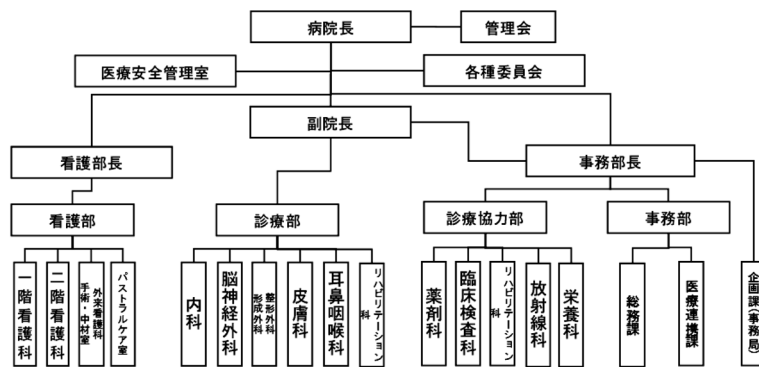 病院長
管理会
医療安全管理室
各種委員会
副院長
看護部長
事務部長
看護部
診療部
診療協力部
事務部
一階看護科
二階看護科
外来看護科
手術・中材室
パストラルケア室
内科
脳神経外科
整形外科
形成外科
皮膚科
耳鼻咽喉科
リハビリテーション
科
薬剤科
臨床検査科
リハビリテーション
科
放射線科
栄養科
総務課
医療連携課
企画課(事務局)